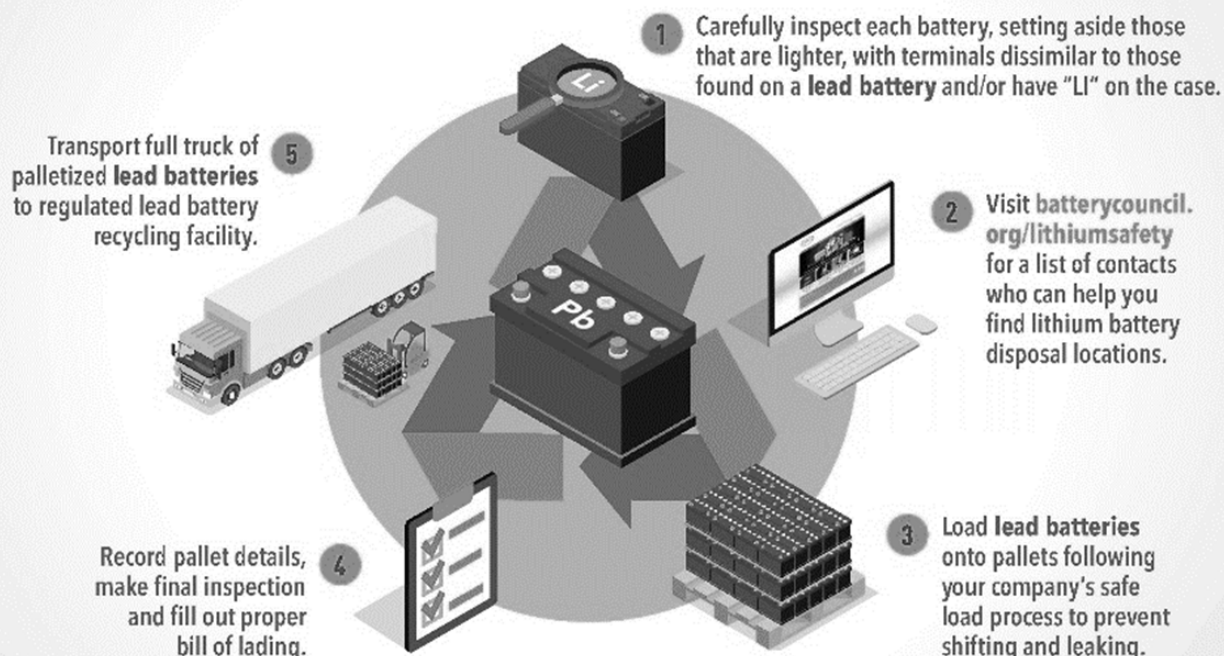 1
Carefully inspect each battery, setting aside those
that are lighter, with terminals dissimilar to those
found on a lead battery and/or have "LI" on the case.
Li
5
Transport full truck of
palletized lead batteries
to regulated lead battery
recycling facility.
2
Visit batterycouncil.
org/lithiumsafety
for a list of contacts
who can help you
find lithium battery
disposal locations.
Pb
3
Load lead batteries
onto pallets following
your company's safe
load process to prevent
shifting and leaking.
4
Record pallet details,
make final inspection
and fill out proper
bill of lading.